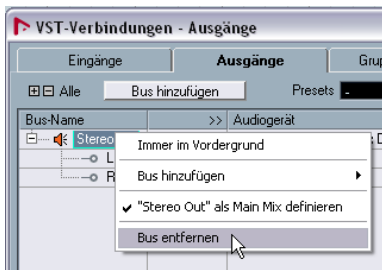 VST-Verbindungen - Ausgänge
Eingänge Ausgänge Grup
Alle Bus hinzufügen Presets
Bus-Name >> Audiogerät
Stereo
L
R
Immer im Vordergrund
Bus hinzufügen
"Stereo Out" als Main Mix definieren
Bus entfernen